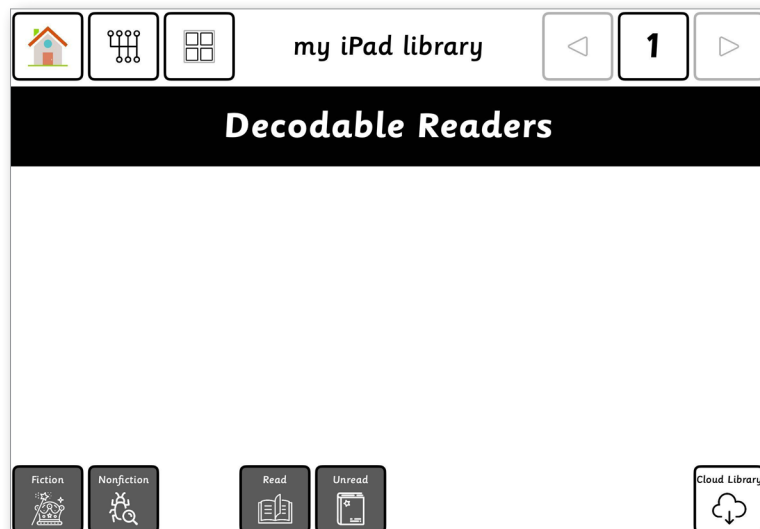 my iPad library
1
Decodable Readers
Fiction
Nonfiction
Read
Unread
Cloud Library